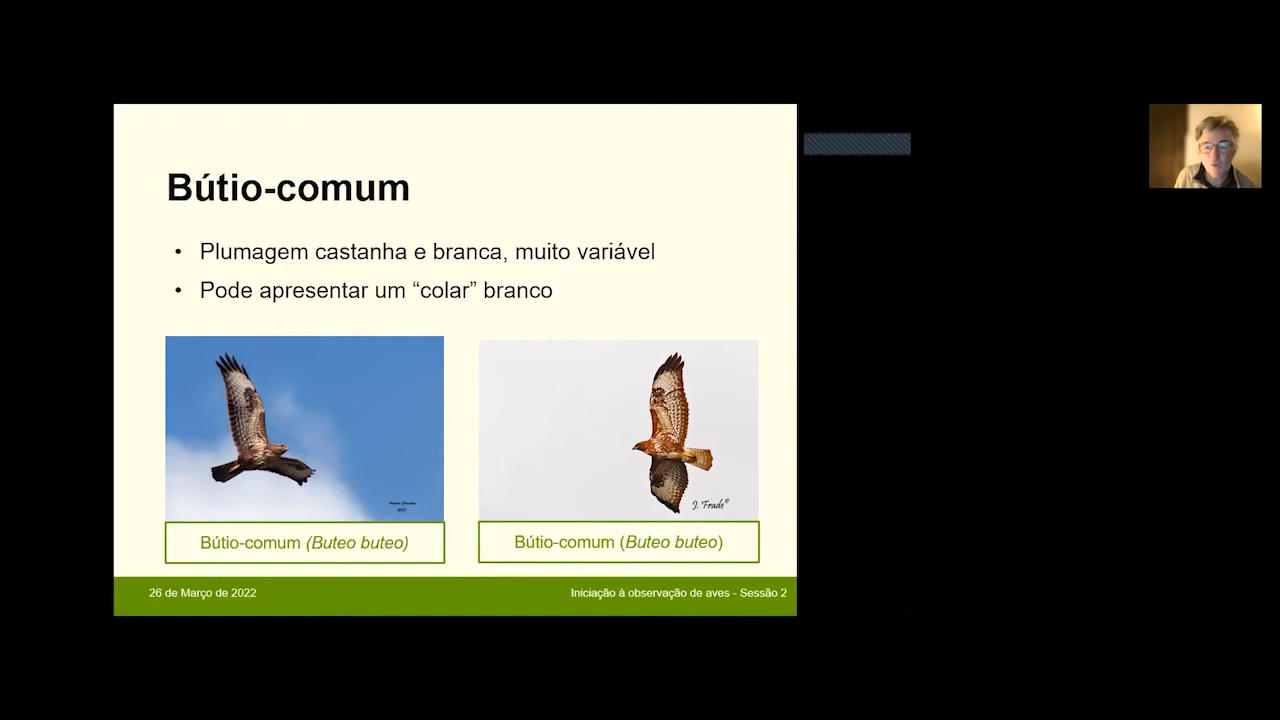 Bútio-comum
• Plumagem castanha e branca, muito variável
• Pode apresentar um “colar” branco
J. Frade©
Bútio-comum (Buteo buteo)
Bútio-comum (Buteo buteo)
26 de Março de 2022
Iniciação à observação de aves - Sessão 2